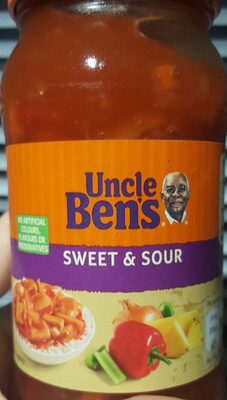 Uncle
Ben's
NO ARTIFICIAL
COLOURS,
FLAVOURS OR
PRESERVATIVES
SWEET & SOUR